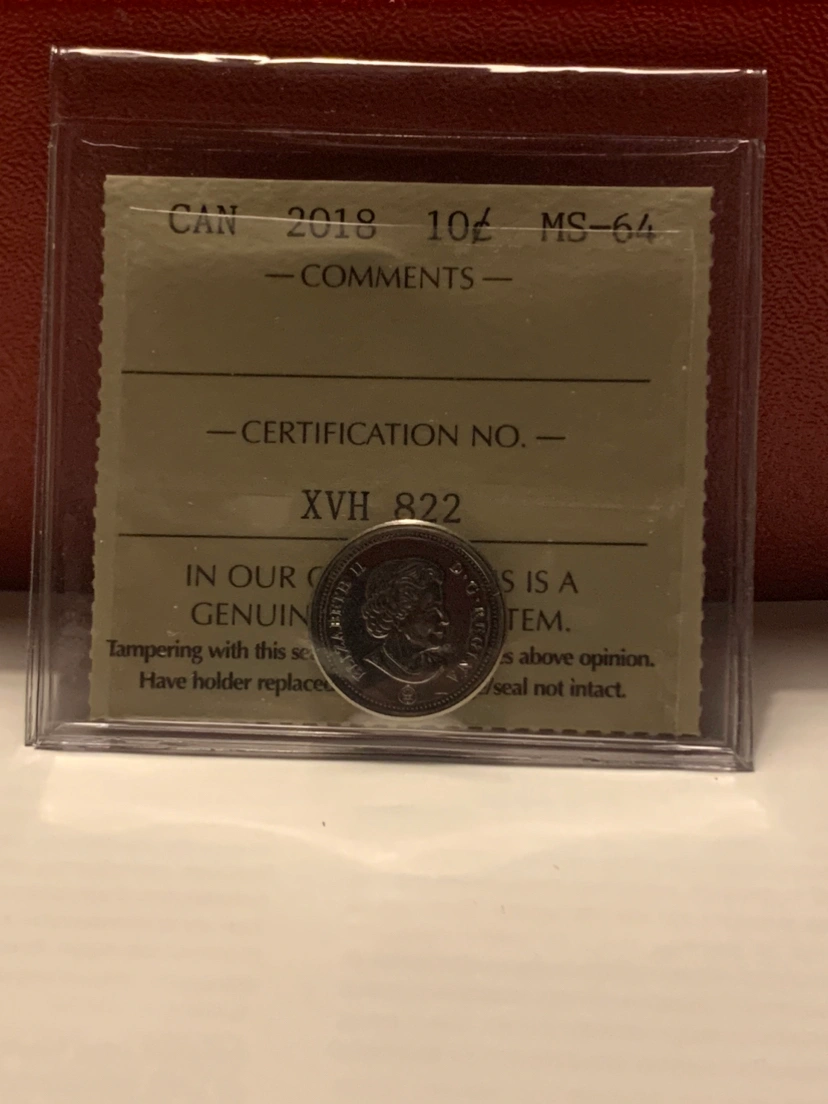 CAN 2018 10¢ MS-64
— COMMENTS —
— CERTIFICATION NO. —
XVH 822
IN OUR S IS A
GENUIN TEM.
Tampering with this se s above opinion.
Have holder replaced /seal not intact.
ELIZABETH II D·G·REGINA